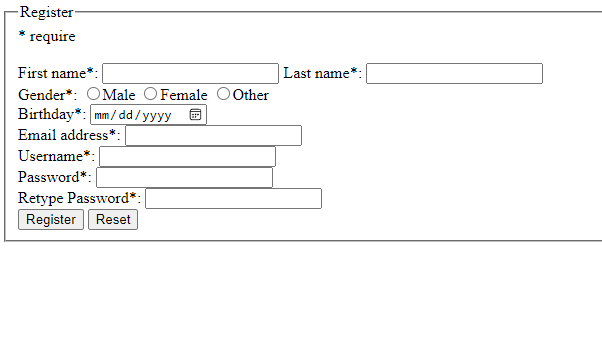 Register
* require
First name*: Last name*:
Gender*: Male Female Other
Birthday*: mm/dd/yyyy
Email address*:
Username*:
Password*:
Retype Password*:
Register Reset